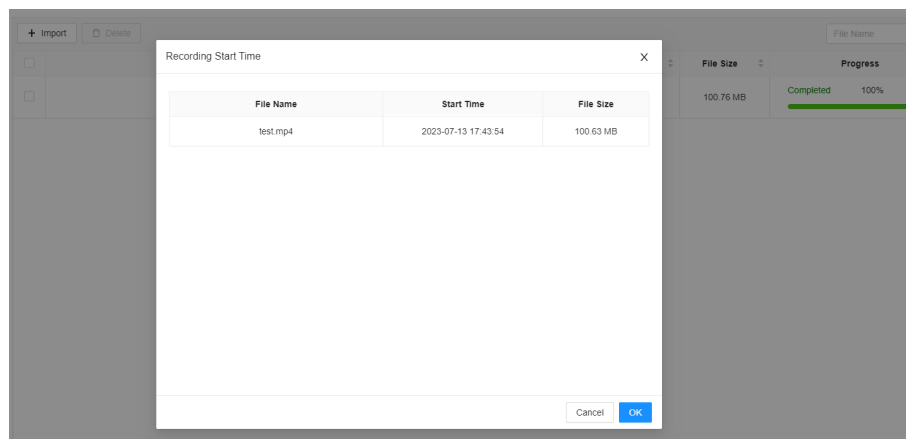 + Import Delete File Name
Recording Start Time X
File Size Progress
File Name Start Time File Size
100.76 MB Completed 100%
test.mp4 2023-07-13 17:43:54 100.63 MB
Cancel OK